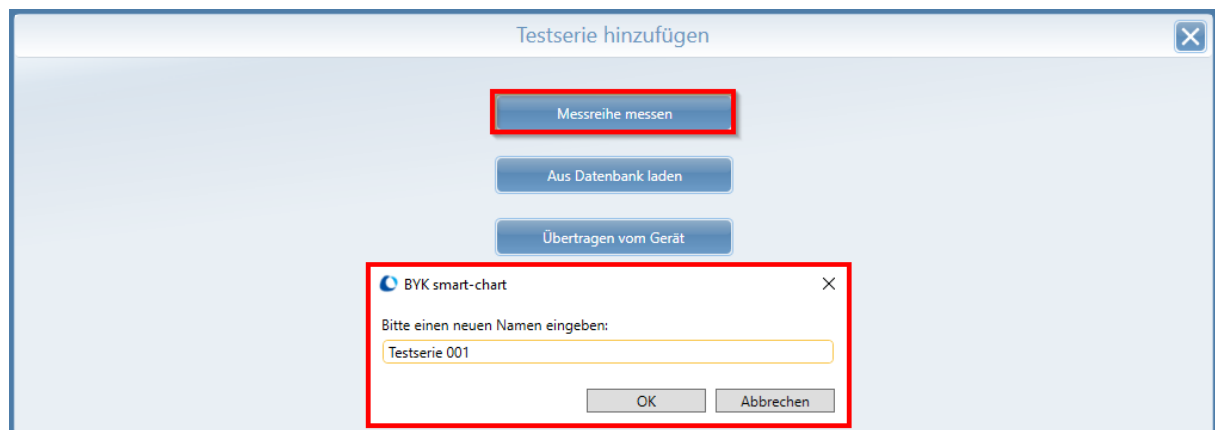 Testserie hinzufügen
Messreihe messen
Aus Datenbank laden
Übertragen vom Gerät
BYK smart-chart
Bitte einen neuen Namen eingeben:
Testserie 001
OK Abbrechen